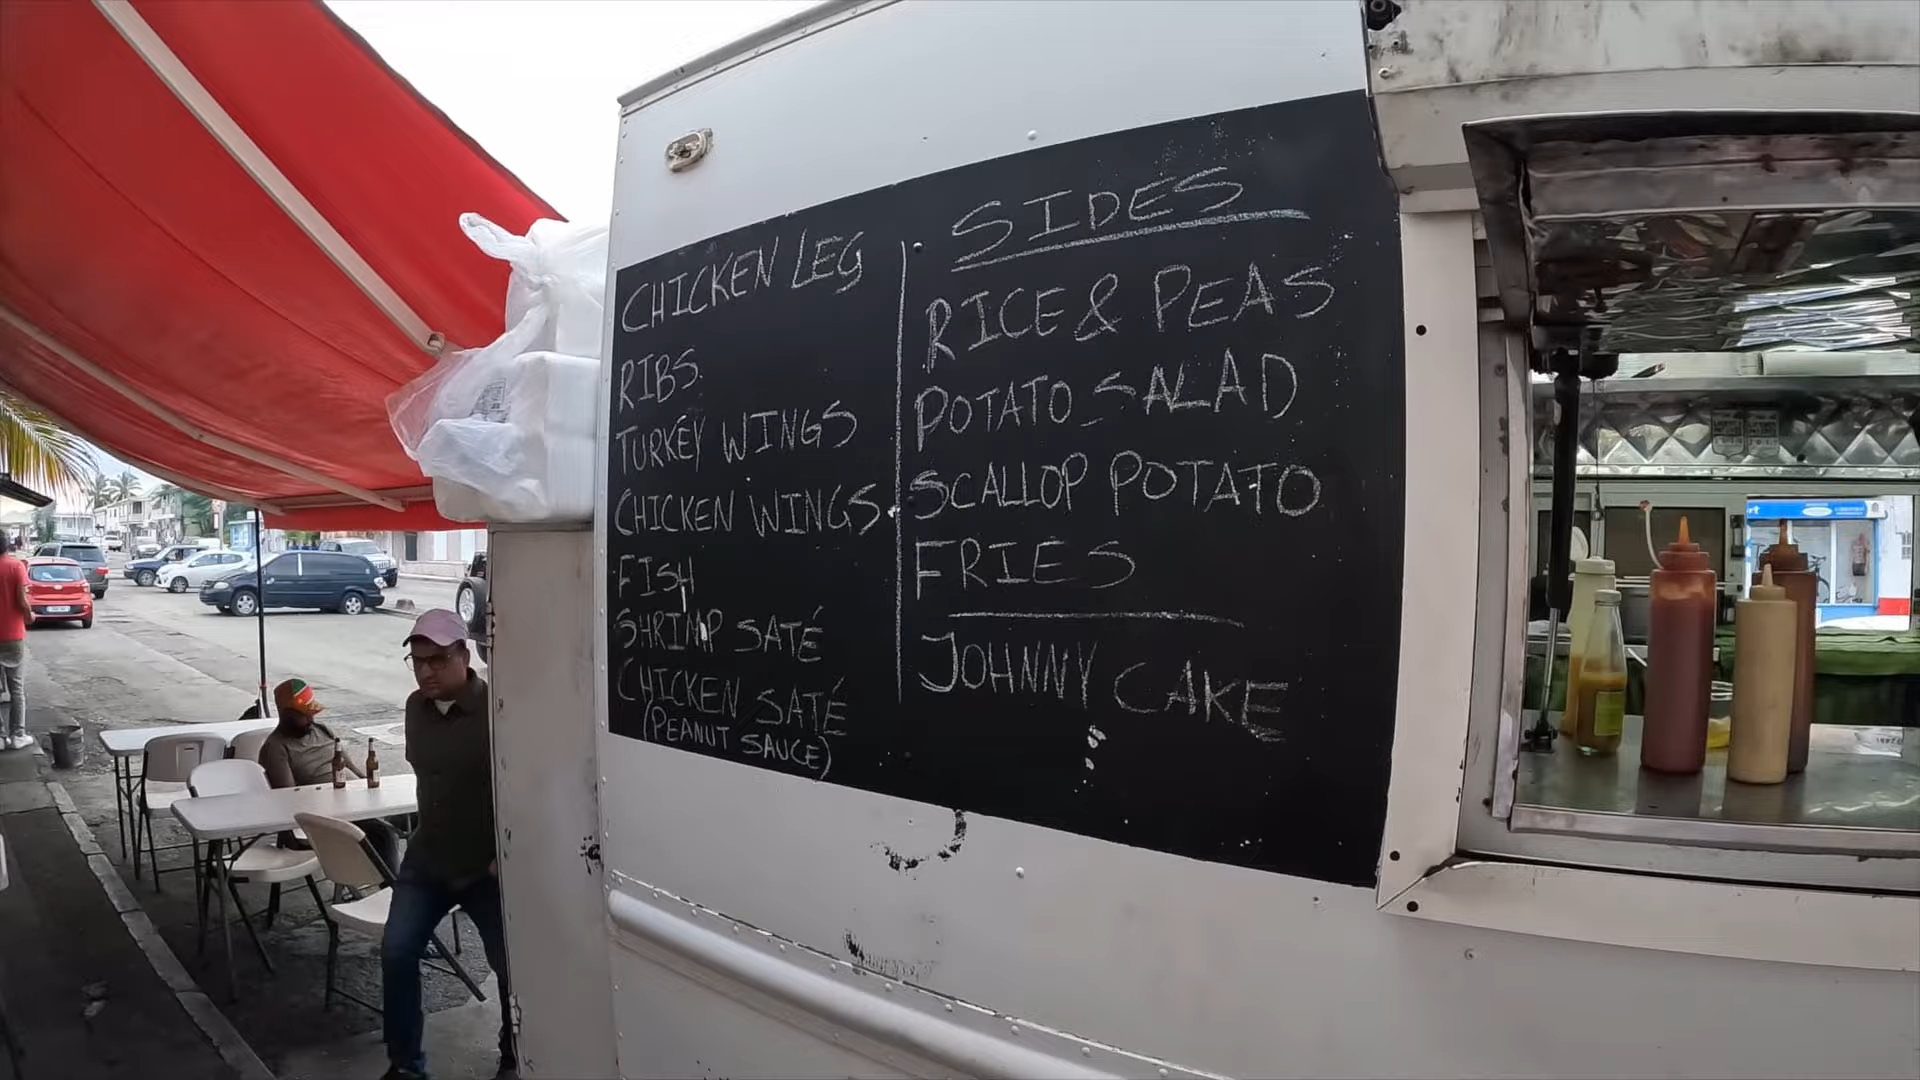 CHICKEN LEG
RIBS
TURKEY WINGS
CHICKEN WINGS
FISH
SHRIMP SATÉ
CHICKEN SATÉ
(PEANUT SAUCE)
SIDES
RICE & PEAS
POTATO SALAD
SCALLOP POTATO
FRIES
JOHNNY CAKE